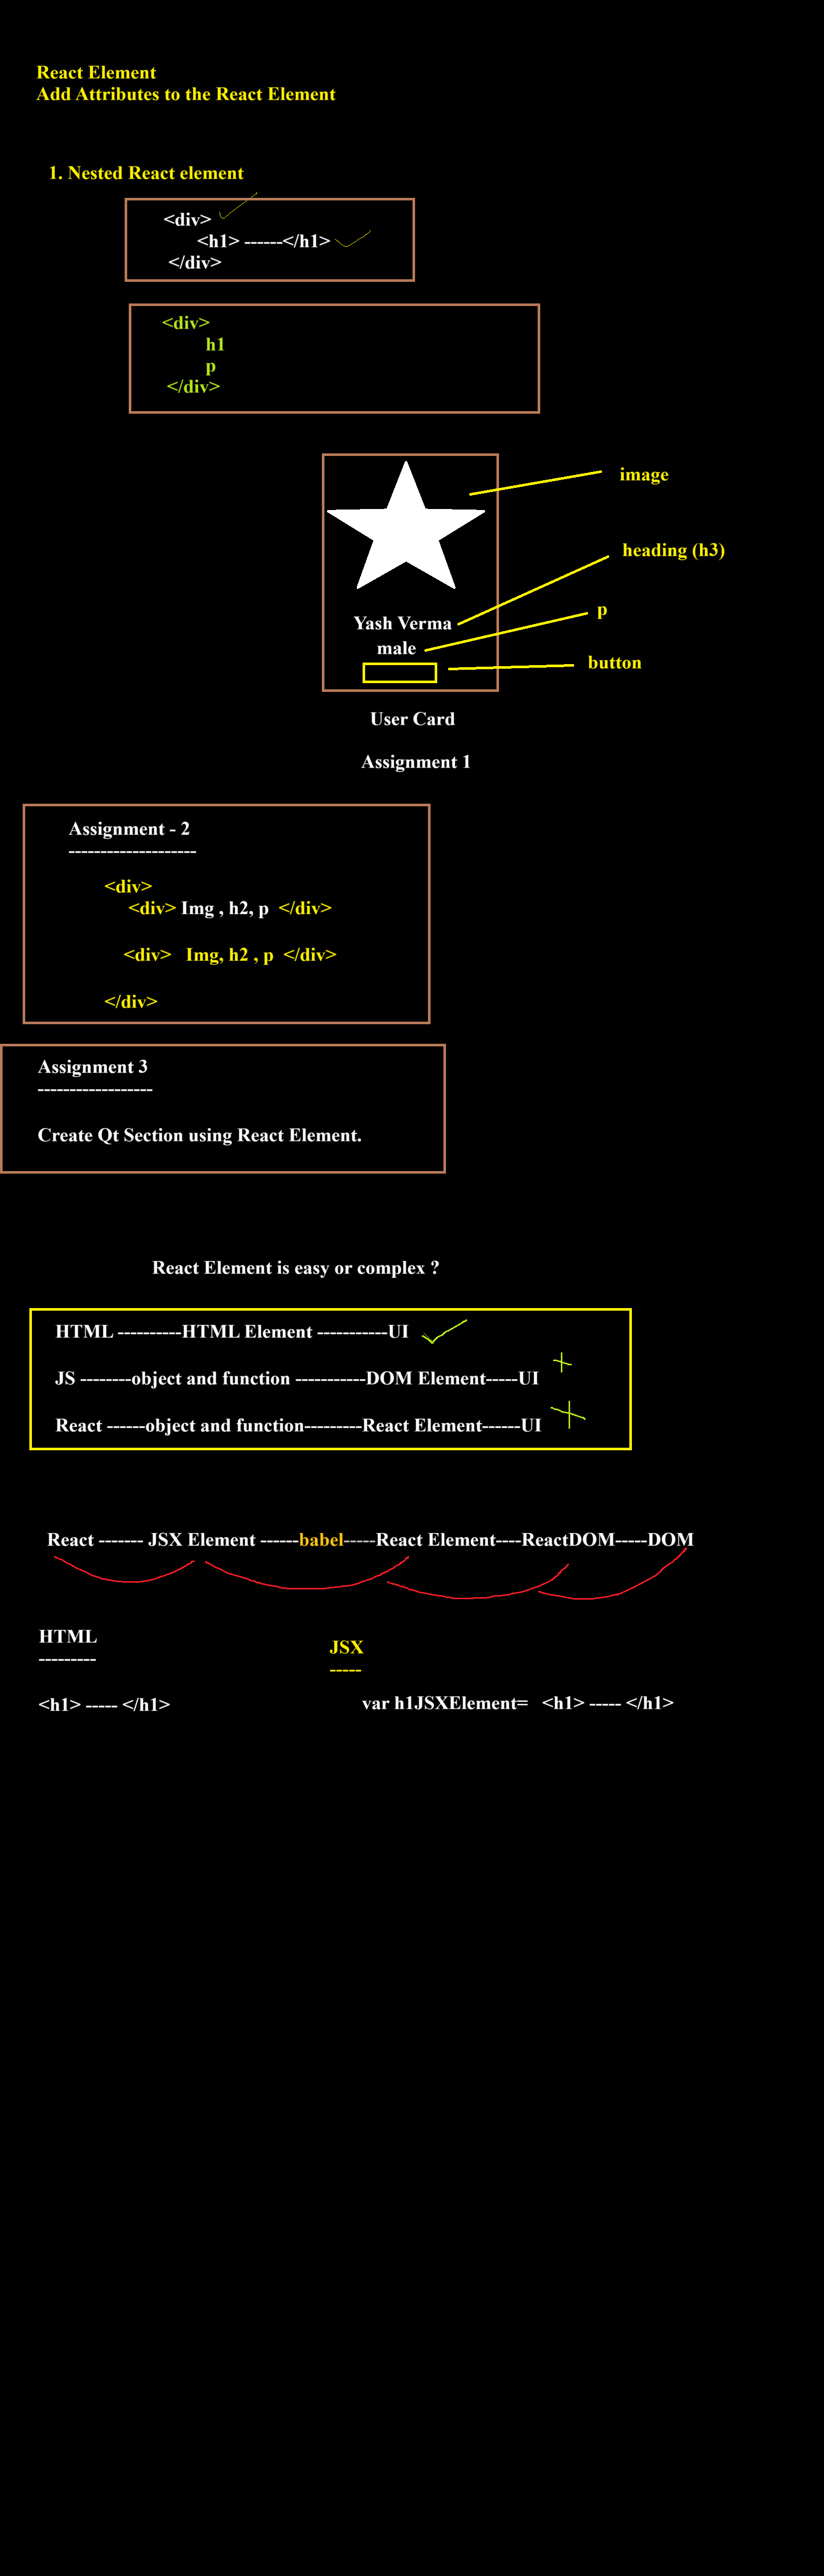 React Element
Add Attributes to the React Element
1. Nested React element
<div>
<h1> ------</h1>
</div>
<div>
h1
p
</div>
image
heading (h3)
p
Yash Verma
male
button
User Card
Assignment 1
Assignment - 2
--------------------
<div>
<div> Img , h2, p </div>
<div> Img, h2 , p </div>
</div>
Assignment 3
------------------
Create Qt Section using React Element.
React Element is easy or complex ?
HTML ----------HTML Element -----------UI
JS --------object and function -----------DOM Element-----UI
React ------object and function---------React Element------UI
React ------- JSX Element ------babel-----React Element----ReactDOM-----DOM
HTML
---------
<h1> ----- </h1>
JSX
-----
var h1JSXElement= <h1> ----- </h1>